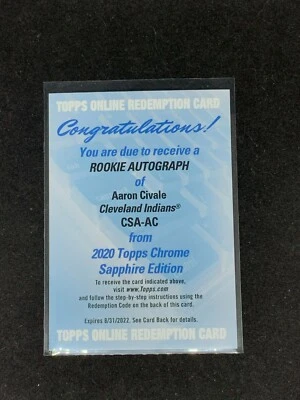 TOPPS ONLINE REDEMPTION CARD
Congratulations!
You are due to receive a
ROOKIE AUTOGRAPH
of
Aaron Civale
Cleveland Indians®
CSA-AC
from
2020 Topps Chrome
Sapphire Edition
To receive the card indicated above,
visit www.Topps.com
and follow the step-by-step instructions using the
Redemption Code on the back of this card.
Expires 8/31/2022. See Card Back for details.
TOPPS ONLINE REDEMPTION CARD